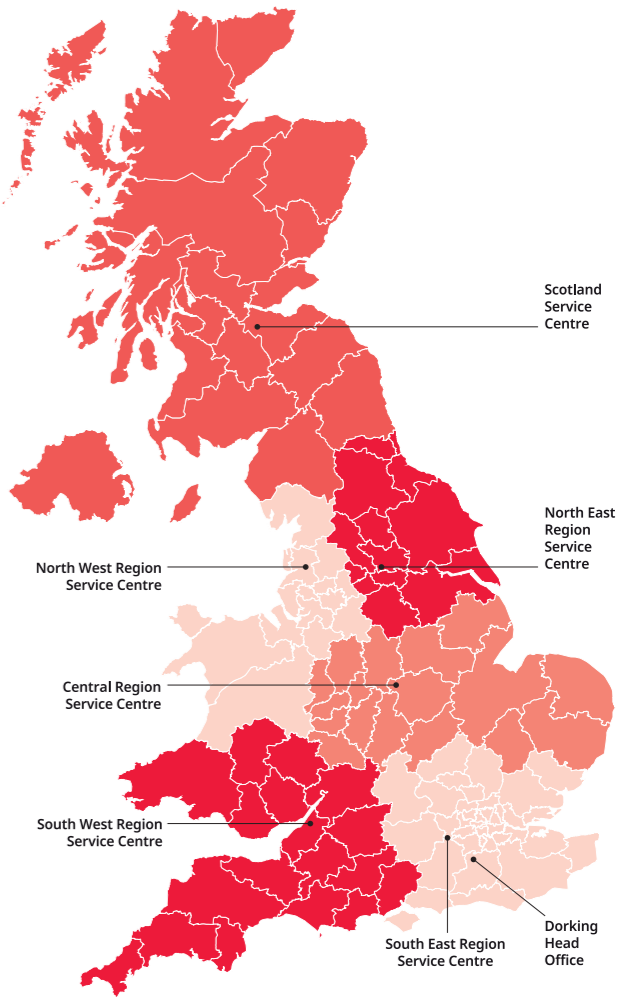 Scotland
Service
Centre
North East
Region
Service
Centre
North West Region
Service Centre
Central Region
Service Centre
South West Region
Service Centre
South East Region
Service Centre
Dorking
Head
Office